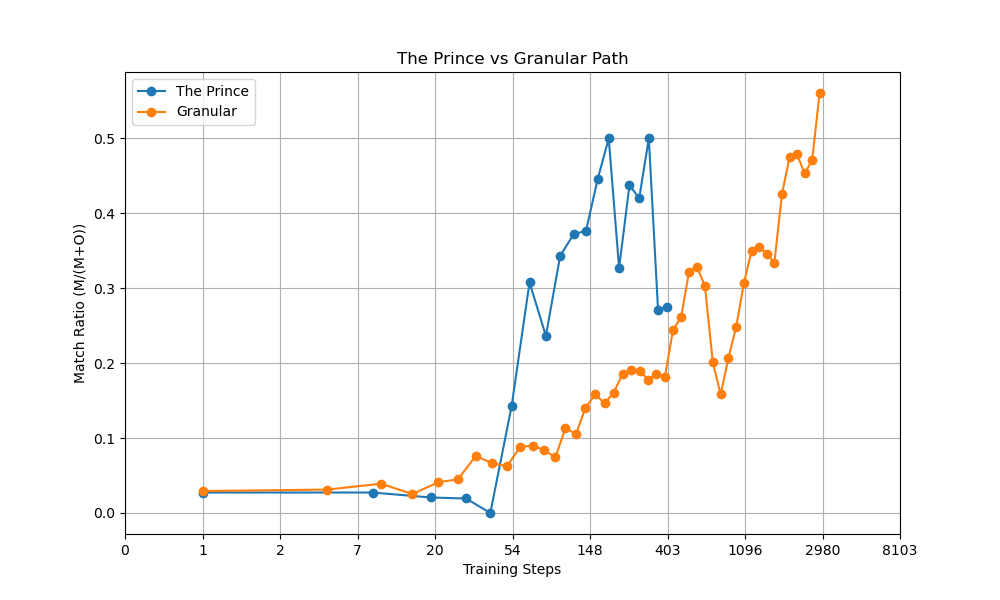 The Prince vs Granular Path
The Prince
Granular
Match Ratio (M/(M+O))
0.5
0.4
0.3
0.2
0.1
0.0
0 1 2 7 20 54 148 403 1096 2980 8103
Training Steps